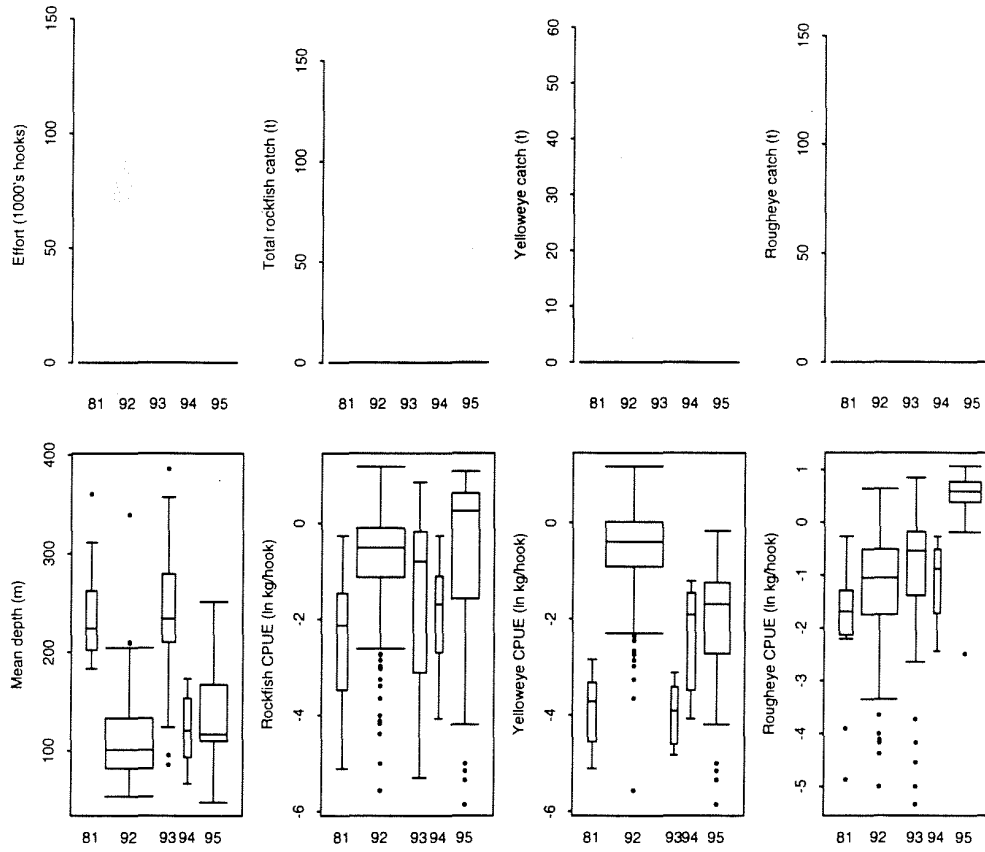 Effort (1000's hooks)
0 50 100 150
81 92 93 94 95
Total rockfish catch (t)
0 50 100 150
81 92 93 94 95
Yelloweye catch (t)
0 10 20 30 40 50 60
81 92 93 94 95
Rougheye catch (t)
0 50 100 150
81 92 93 94 95
Mean depth (m)
100 200 300 400
81 92 93 94 95
Rockfish CPUE (ln kg/hook)
-6 -4 -2 0
81 92 93 94 95
Yelloweye CPUE (ln kg/hook)
-6 -4 -2 0
81 92 93 94 95
Rougheye CPUE (ln kg/hook)
-5 -4 -3 -2 -1 0 1
81 92 93 94 95